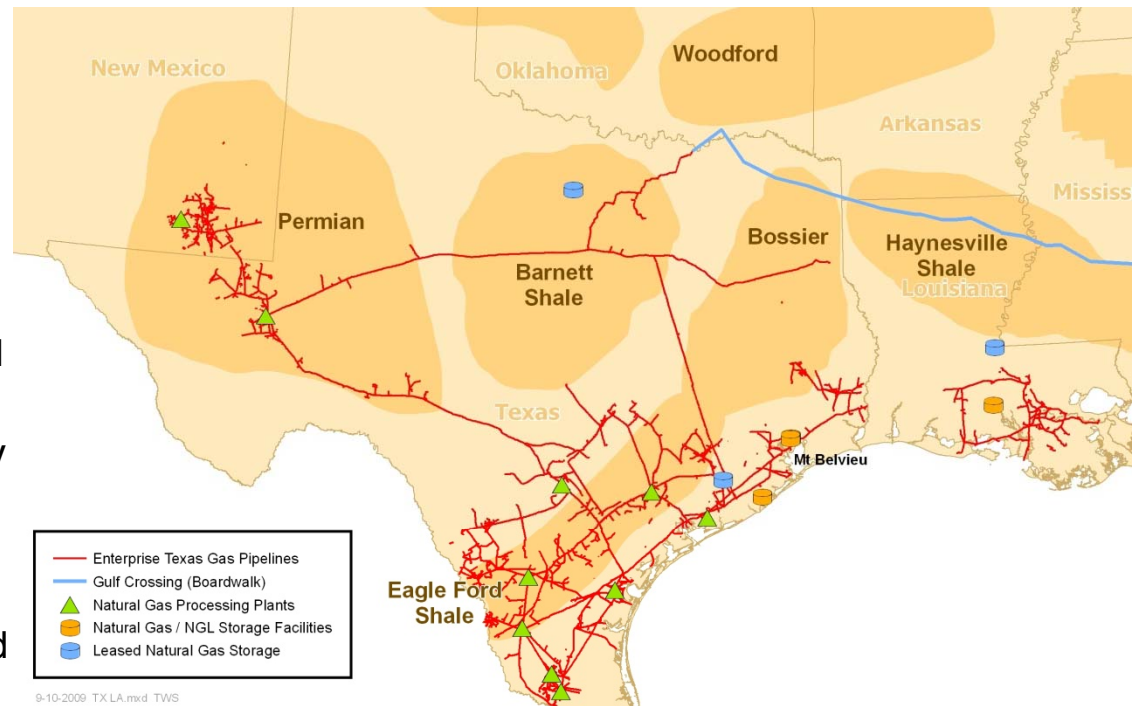 New Mexico
Oklahoma
Woodford
Arkansas
Permian
Barnett
Shale
Bossier
Haynesville
Shale
Louisiana
Texas
Mt Belvieu
Eagle Ford
Shale
Enterprise Texas Gas Pipelines
Gulf Crossing (Boardwalk)
Natural Gas Processing Plants
Natural Gas / NGL Storage Facilities
Leased Natural Gas Storage
9-10-2009 TX LA.mxd TWS